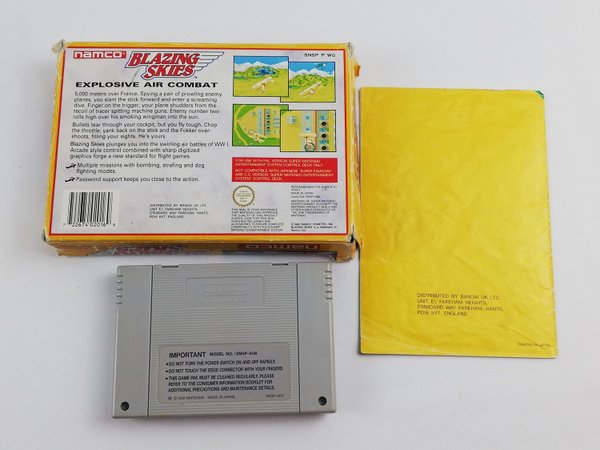 namco
BLAZING
SKIES
SNSP P WG
EXPLOSIVE AIR COMBAT
5,000 meters over France. Spying a pair of prowling enemy
planes, you slam the stick forward and enter a screaming
dive. Finger on the trigger, your plane shudders from the
recoil of tracer spitting machine guns. Enemy number two
rolls high over his smoking wingman into the sun.
Bullets tear through your cockpit, but you fly tough. Chop
the throttle, yank back on the stick and the Fokker over-
shoots, filling your sights. He's yours.
Blazing Skies plunges you into the swirling air battles of WW I.
Arcade style control combined with sharp digitized
graphics forge a new standard for flight games.
Multiple missions with bombing, strafing and dog
fighting modes.
Password support keeps you close to the action.
FOR USE WITH PAL VERSION SUPER NINTENDO
ENTERTAINMENT SYSTEM CONTROL DECK ONLY.
NOT COMPATIBLE WITH JAPANESE "SUPER FAMICOM"
AND U.S. VERSION SUPER NINTENDO ENTERTAINMENT
SYSTEM CONTROL DECK.
DISTRIBUTED BY BANDAI UK LTD.
UNIT E1, FAREHAM HEIGHTS,
STANDARD WAY FAREHAM, HANTS,
PO16 8XT. ENGLAND
7 22674 02016 9
namco
DISTRIBUTED BY BANDAI UK LTD.
UNIT E1, FAREHAM HEIGHTS,
STANDARD WAY FAREHAM, HANTS,
PO16 8XT. ENGLAND
IMPORTANT MODEL NO.: SNSP-006
DO NOT TURN THE POWER SWITCH ON AND OFF RAPIDLY.
DO NOT TOUCH THE EDGE CONNECTOR WITH YOUR FINGERS.
THIS GAME PAK MUST BE CLEANED REGULARLY. PLEASE
REFER TO THE CONSUMER INFORMATION BOOKLET FOR
ADDITIONAL PRECAUTIONS AND MAINTENANCE DETAILS.
NINTENDO MADE IN JAPAN